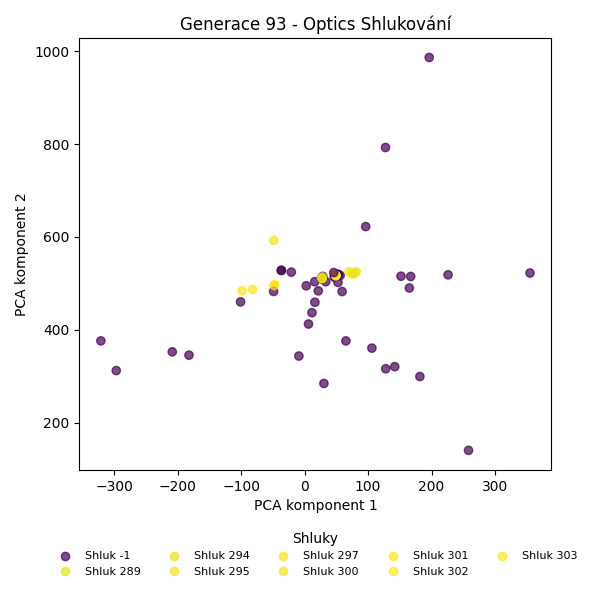 Generace 93 - Optics Shlukování
PCA komponent 2
1000
800
600
400
200
−300 −200 −100 0 100 200 300
PCA komponent 1
Shluky
Shluk -1 Shluk 294 Shluk 297 Shluk 301 Shluk 303
Shluk 289 Shluk 295 Shluk 300 Shluk 302